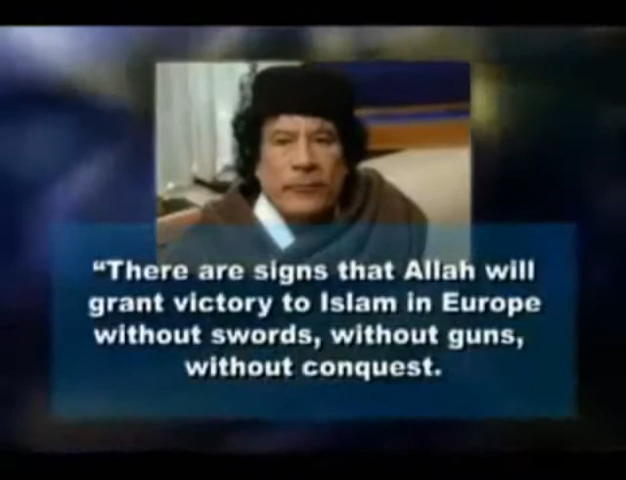 “There are signs that Allah will
grant victory to Islam in Europe
without swords, without guns,
without conquest.